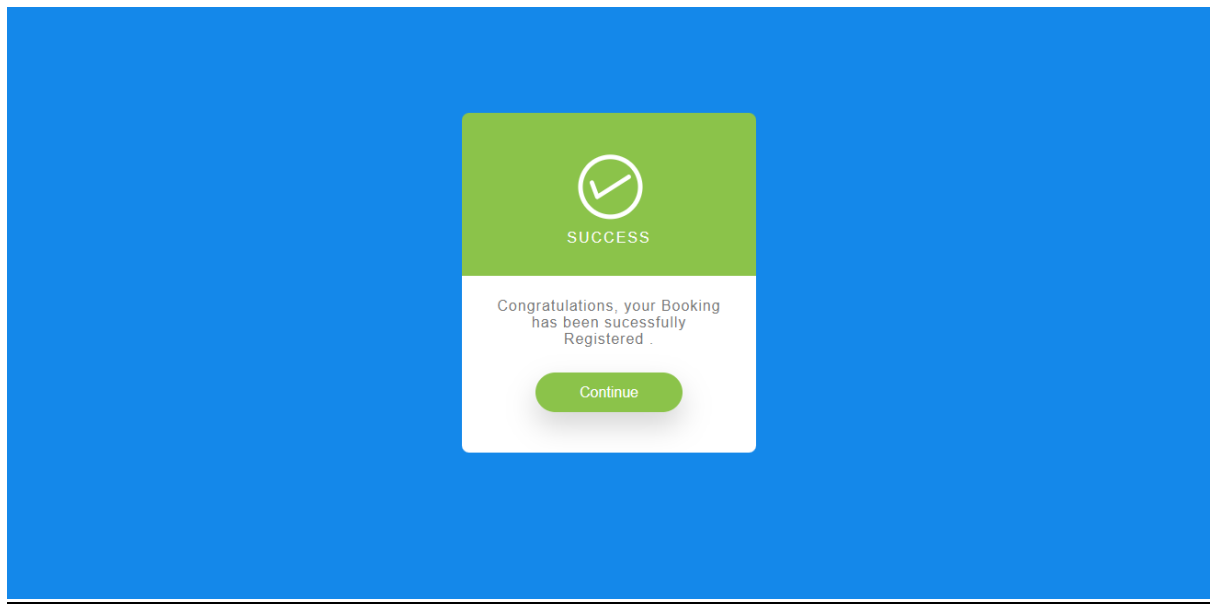 SUCCESS
Congratulations, your Booking
has been sucessfully
Registered .
Continue